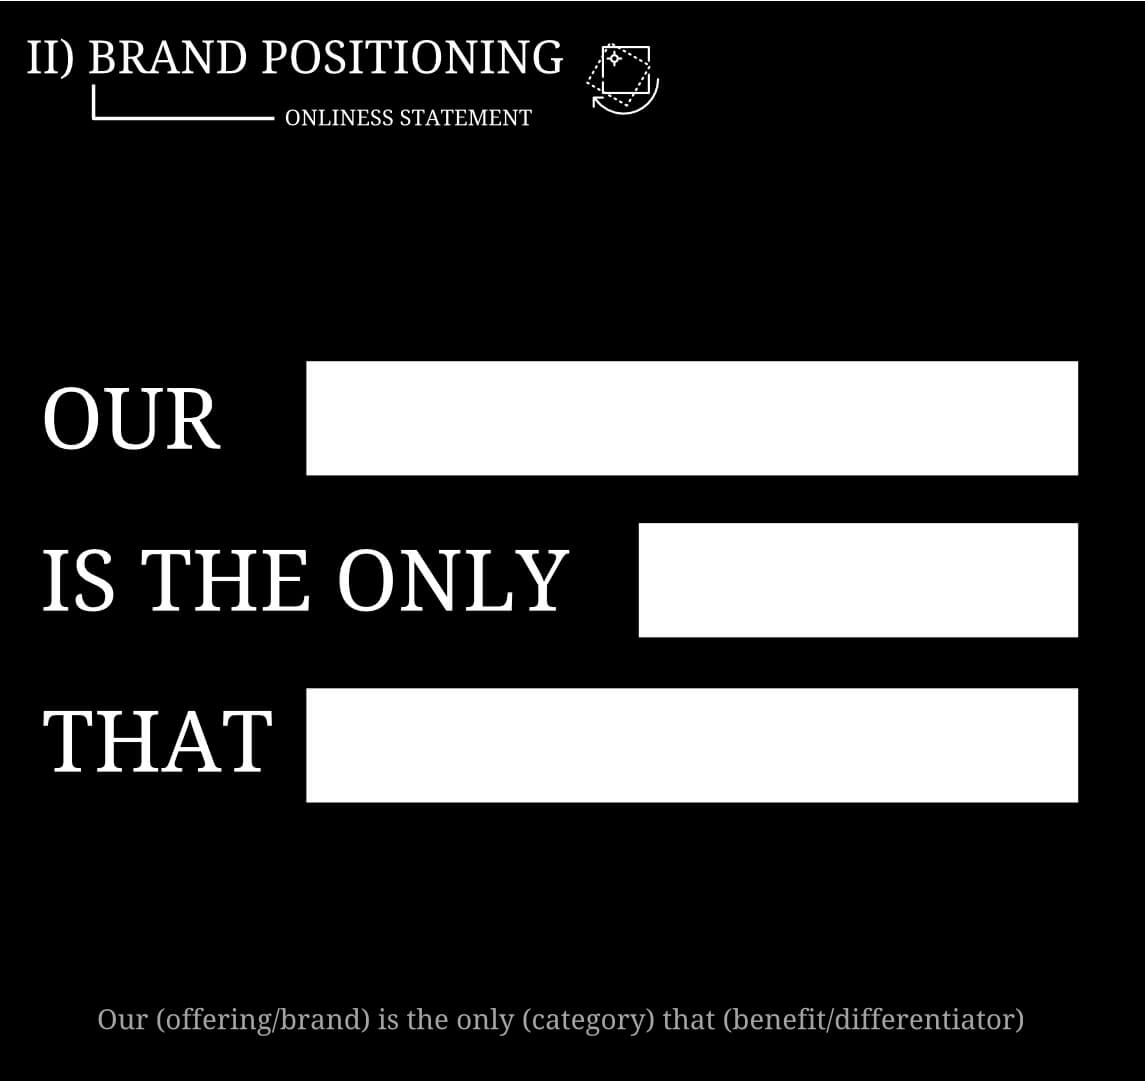 II) BRAND POSITIONING
ONLINESS STATEMENT
OUR
IS THE ONLY
THAT
Our (offering/brand) is the only (category) that (benefit/differentiator)